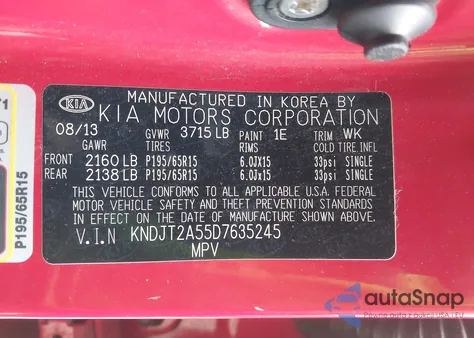 MANUFACTURED IN KOREA BY
KIA KIA MOTORS CORPORATION
08/13 GVWR 3715 LB PAINT 1E TRIM WK
GAWR TIRES RIMS COLD TIRE.INFL
FRONT 2160 LB P195/65R15 6.0JX15 33psi SINGLE
REAR 2138 LB P195/65R15 6.0JX15 33psi SINGLE
THIS VEHICLE CONFORMS TO ALL APPLICABLE U.S. FEDERAL
MOTOR VEHICLE SAFETY AND THEFT PREVENTION STANDARDS
IN EFFECT ON THE DATE OF MANUFACTURE SHOWN ABOVE.
V.I.N KNDJT2A55D7635245
MPV
P195/65R15
autoSnap